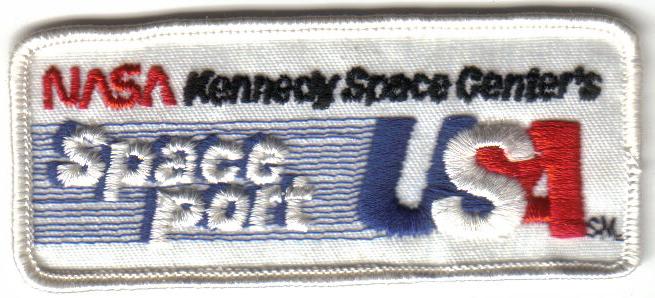 NASA Kennedy Space Center's
Space
port
USA
SM